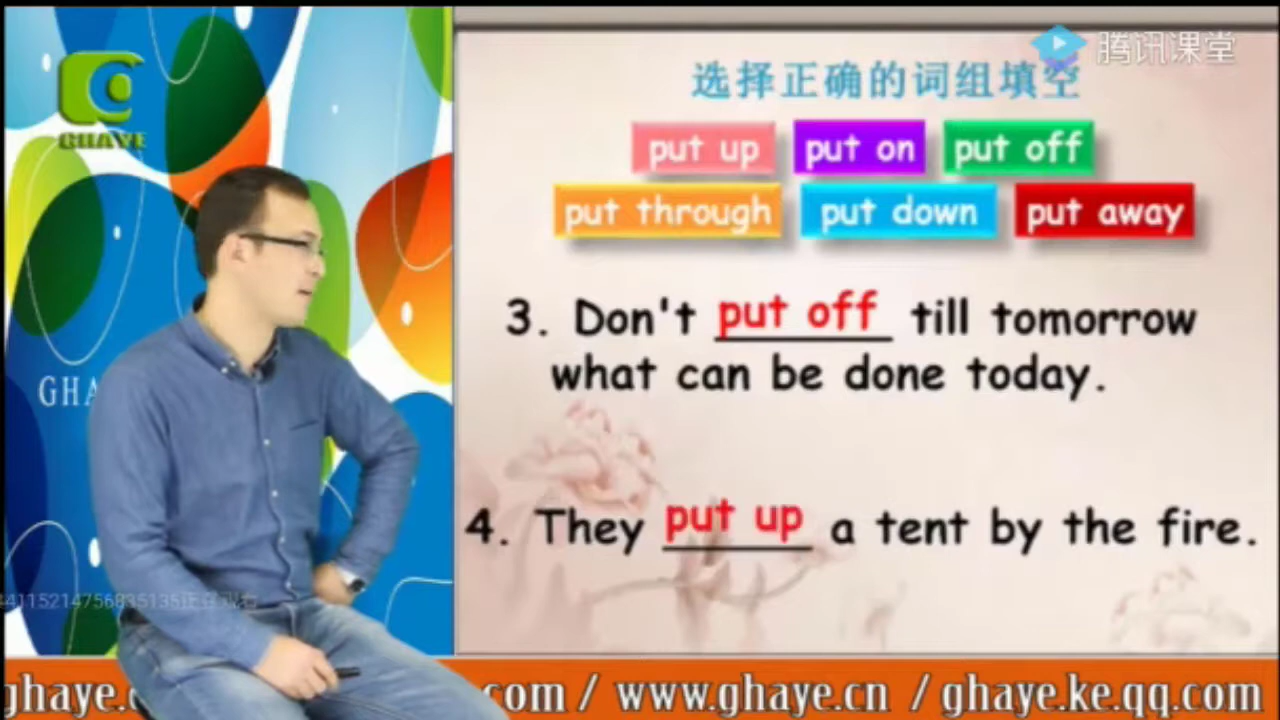 腾讯课堂
GHAYE
选择正确的词组填空
put up put on put off
put through put down put away
3. Don't put off till tomorrow
what can be done today.
GHA
4. They put up a tent by the fire.
ghaye.c com / www.ghaye.cn / ghaye.ke.qq.com